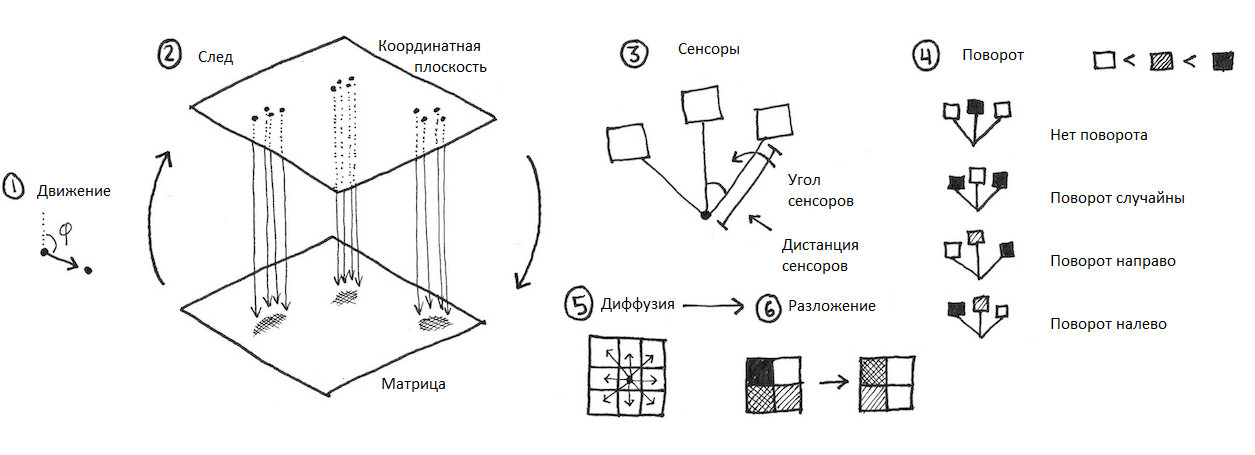 1 Движение
φ
2 След
Координатная
плоскость
Матрица
3 Сенсоры
Угол
сенсоров
Дистанция
сенсоров
4 Поворот
< <
Нет поворота
Поворот случайны
Поворот направо
Поворот налево
5 Диффузия
6 Разложение